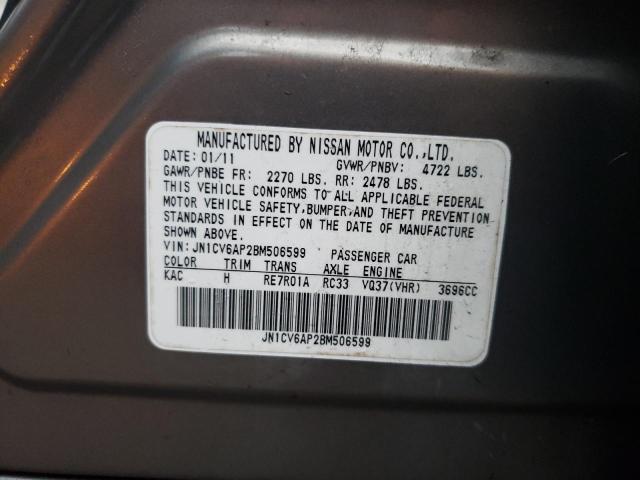 MANUFACTURED BY NISSAN MOTOR CO.,LTD.
DATE: 01/11 GVWR/PNBV: 4722 LBS.
GAWR/PNBE FR: 2270 LBS. RR: 2478 LBS.
THIS VEHICLE CONFORMS TO ALL APPLICABLE FEDERAL
MOTOR VEHICLE SAFETY,BUMPER,AND THEFT PREVENTION
STANDARDS IN EFFECT ON THE DATE OF MANUFACTURE
SHOWN ABOVE.
VIN: JN1CV6AP2BM506599 PASSENGER CAR
COLOR TRIM TRANS AXLE ENGINE
KAC H RE7R01A RC33 VQ37(VHR) 3696CC
JN1CV6AP2BM506599